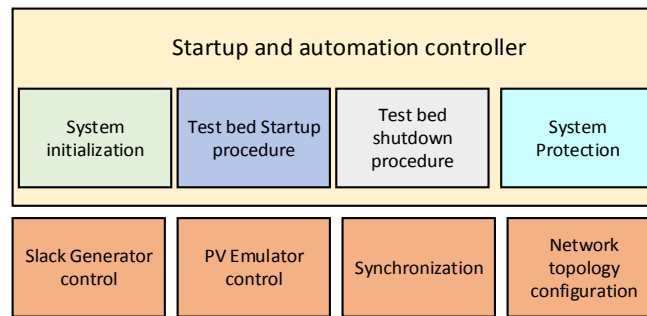 Startup and automation controller
System
initialization
Test bed Startup
procedure
Test bed
shutdown
procedure
System
Protection
Slack Generator
control
PV Emulator
control
Synchronization
Network
topology
configuration